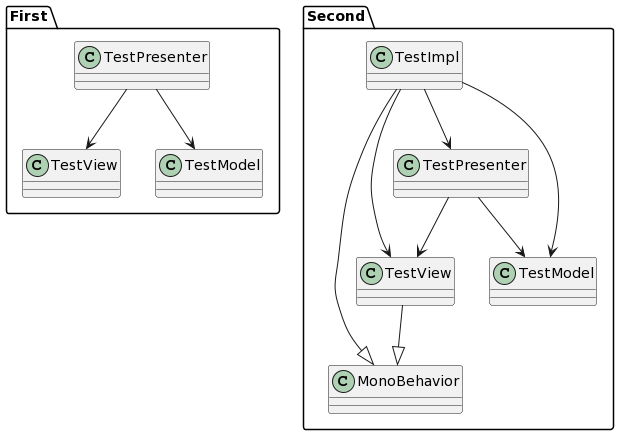 First
C TestPresenter
C TestView
C TestModel
Second
C TestImpl
C TestPresenter
C TestView
C TestModel
C MonoBehavior